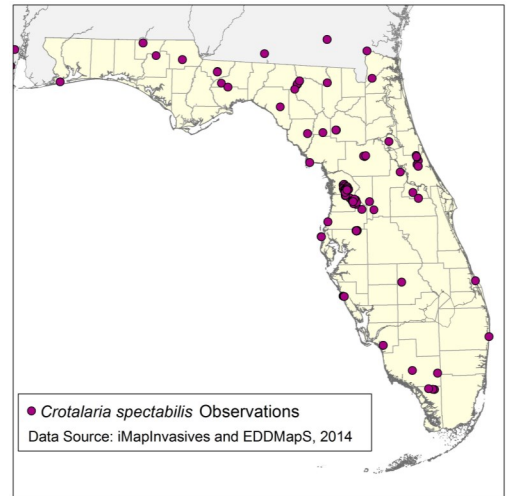 Crotalaria spectabilis Observations
Data Source: iMapInvasives and EDDMapS, 2014